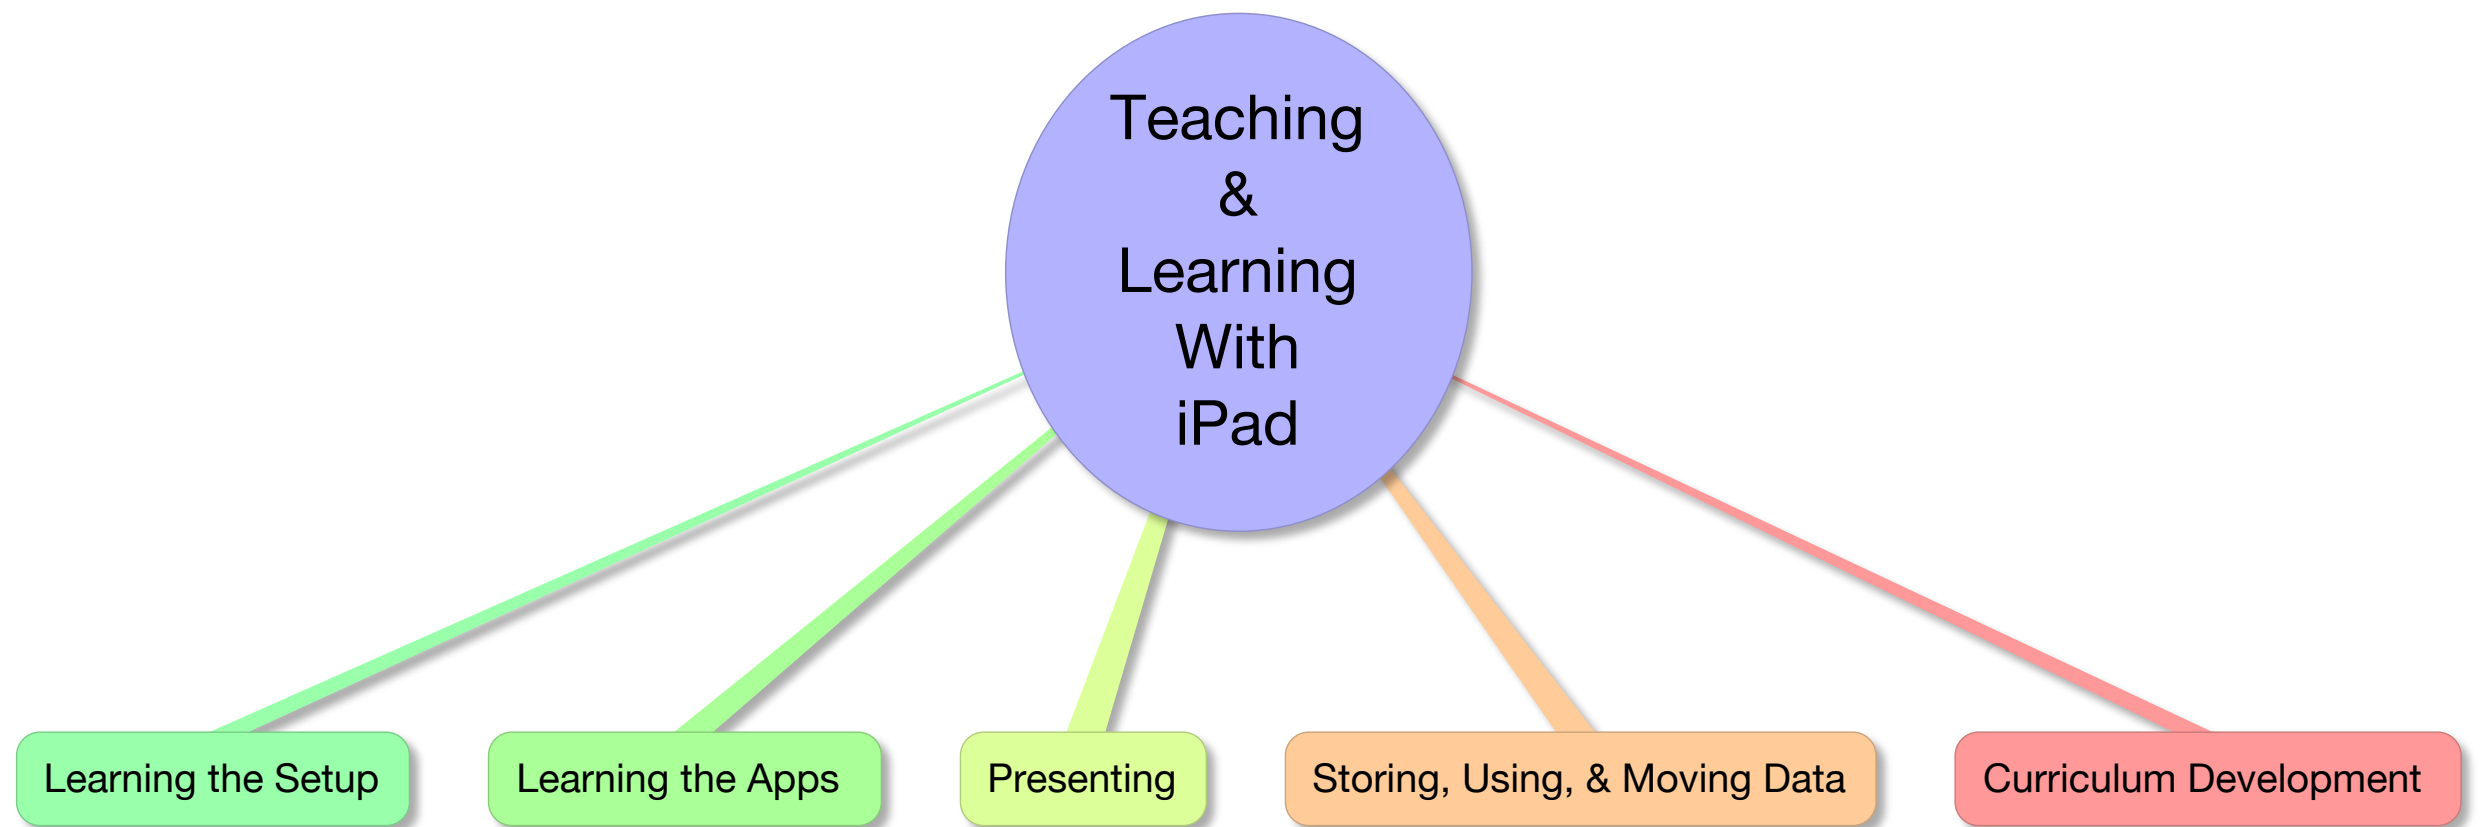 Teaching
&
Learning
With
iPad
Learning the Setup
Learning the Apps
Presenting
Storing, Using, & Moving Data
Curriculum Development